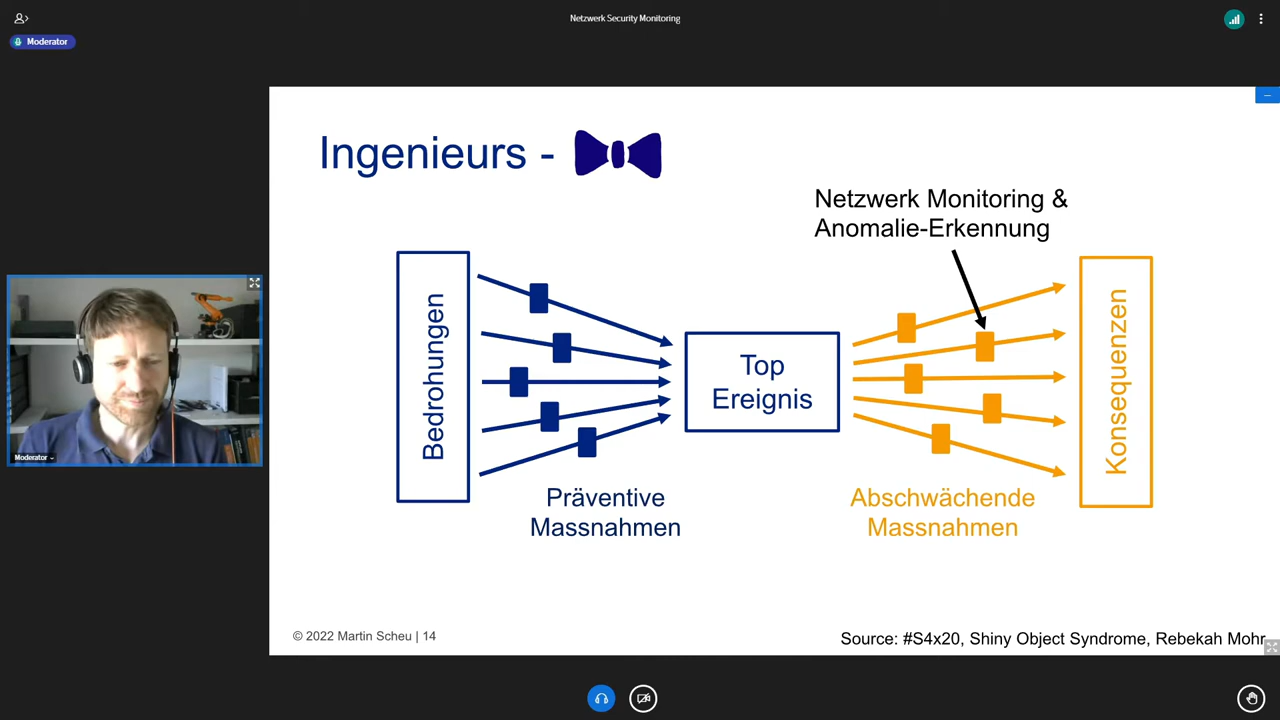 Netzwerk Security Monitoring
Moderator
Ingenieurs -
Netzwerk Monitoring &
Anomalie-Erkennung
Bedrohungen
Top
Ereignis
Konsequenzen
Präventive
Massnahmen
Abschwächende
Massnahmen
Moderator
© 2022 Martin Scheu | 14
Source: #S4x20, Shiny Object Syndrome, Rebekah Mohr